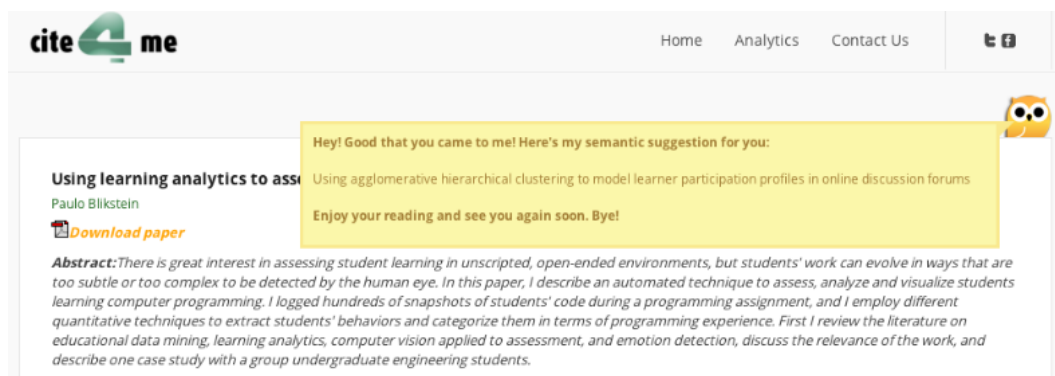 cite 4 me
Home Analytics Contact Us
Hey! Good that you came to me! Here's my semantic suggestion for you:
Using agglomerative hierarchical clustering to model learner participation profiles in online discussion forums
Enjoy your reading and see you again soon. Bye!
Using learning analytics to asse
Paulo Blikstein
Download paper
Abstract:There is great interest in assessing student learning in unscripted, open-ended environments, but students' work can evolve in ways that are
too subtle or too complex to be detected by the human eye. In this paper, I describe an automated technique to assess, analyze and visualize students
learning computer programming. I logged hundreds of snapshots of students' code during a programming assignment, and I employ different
quantitative techniques to extract students' behaviors and categorize them in terms of programming experience. First I review the literature on
educational data mining, learning analytics, computer vision applied to assessment, and emotion detection, discuss the relevance of the work, and
describe one case study with a group undergraduate engineering students.